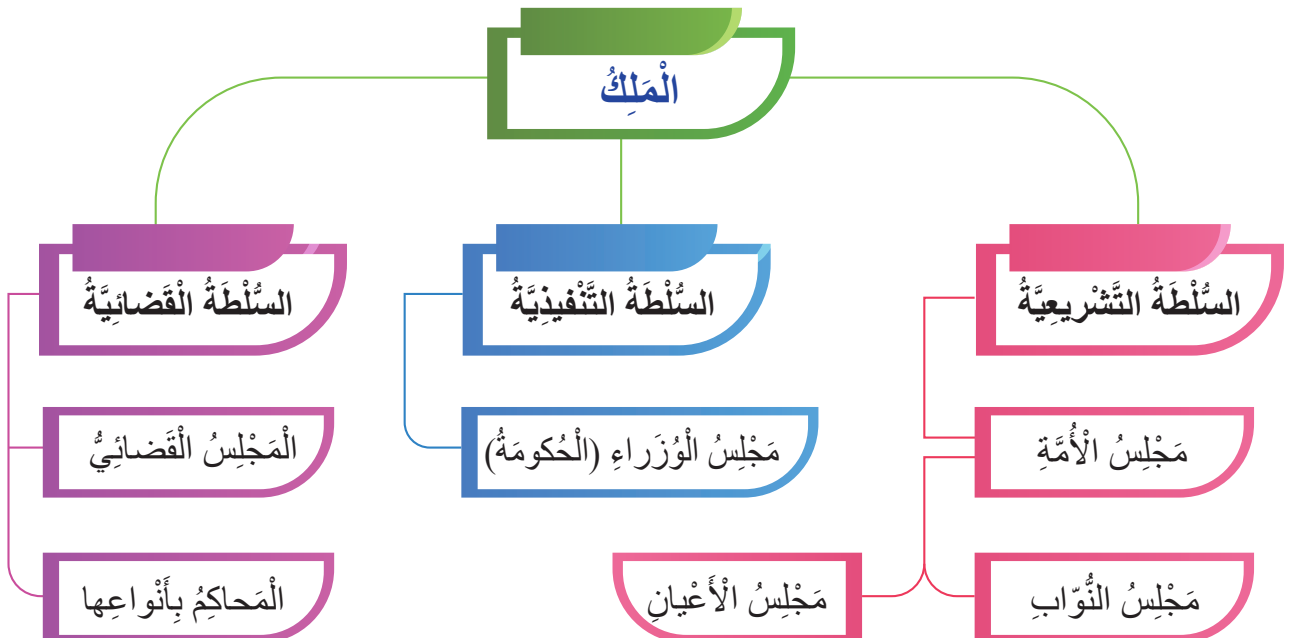 الْمَلِكُ
السُّلْطَةُ التَّشْريعِيَّةُ
السُّلْطَةُ التَّنْفيذِيَّةُ
السُّلْطَةُ الْقَضائِيَّةُ
مَجْلِسُ الْأُمَّةِ
مَجْلِسُ الْوُزَراءِ (الْحُكومَةُ)
الْمَجْلِسُ الْقَضائِيُّ
مَجْلِسُ النُّوّابِ
مَجْلِسُ الْأَعْيانِ
الْمَحاكِمُ بِأَنْواعِها